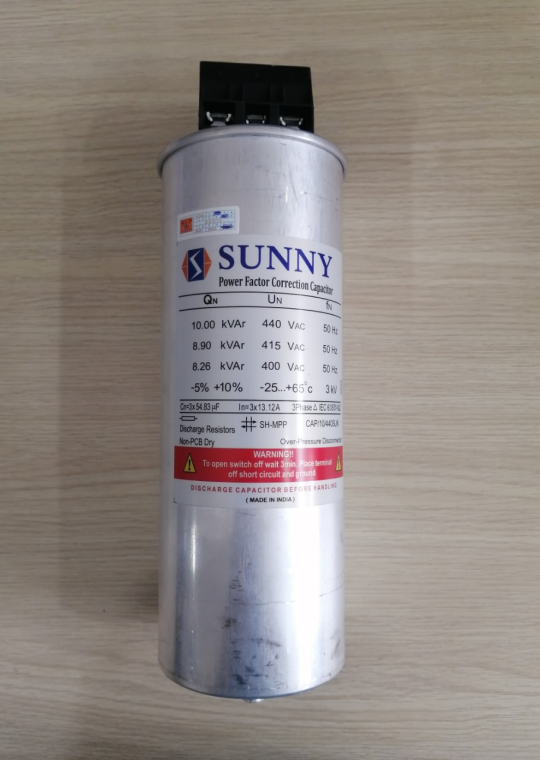 SUNNY
Power Factor Correction Capacitor
QN UN fN
10.00 kVAr 440 VAC 50 Hz
8.90 kVAr 415 VAC 50 Hz
8.26 kVAr 400 VAC 50 Hz
-5% +10% -25...+65°c 3 kV
Cn=3x54.83 µF In=3x13.12A 3Phase Δ IEC
Discharge Resistors SH-MPP
Non-PCB Dry Over-Pressure
WARNING!!
To open switch off wait 3min. Place terminal
off short circuit and ground
DISCHARGE CAPACITOR BEFORE HANDLING
( MADE IN INDIA )